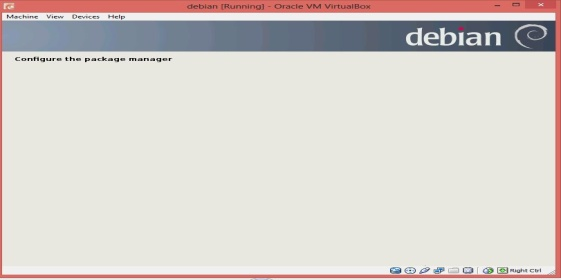 debian [Running] - Oracle VM VirtualBox
Machine View Devices Help
debian
Configure the package manager
Right Ctrl